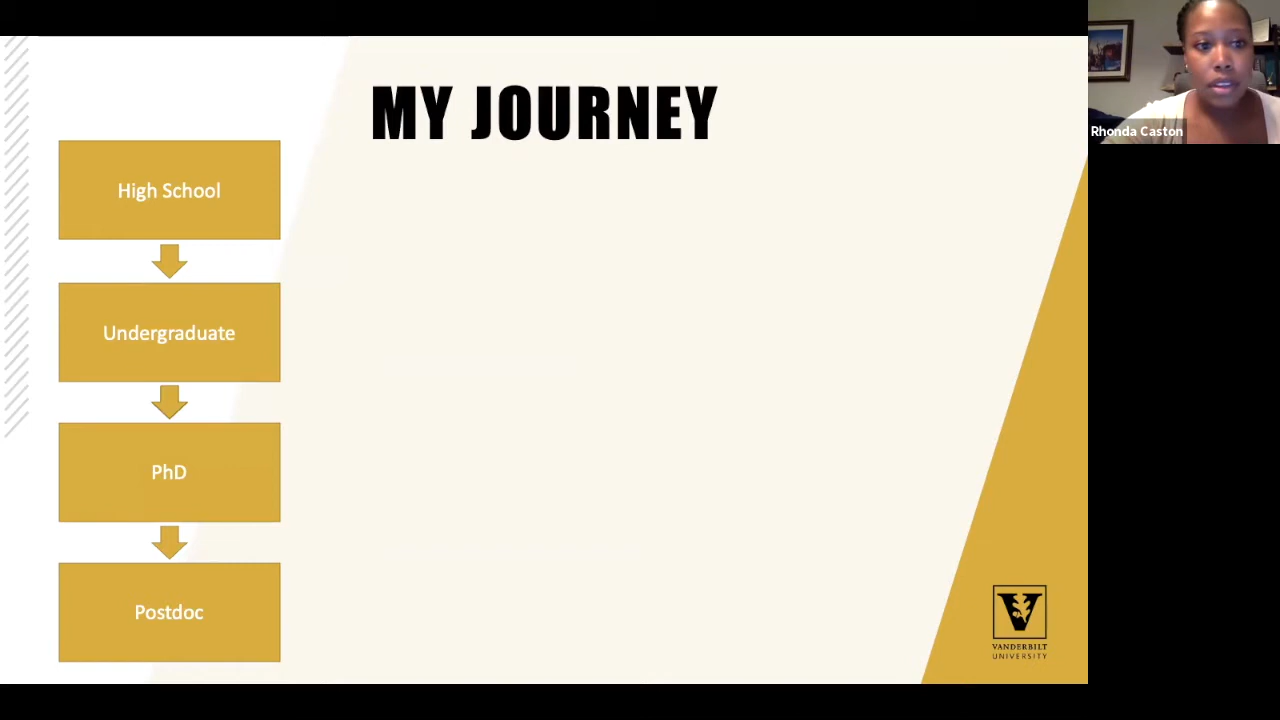 MY JOURNEY
High School
Undergraduate
PhD
Postdoc
VANDERBILT
UNIVERSITY
Rhonda Caston